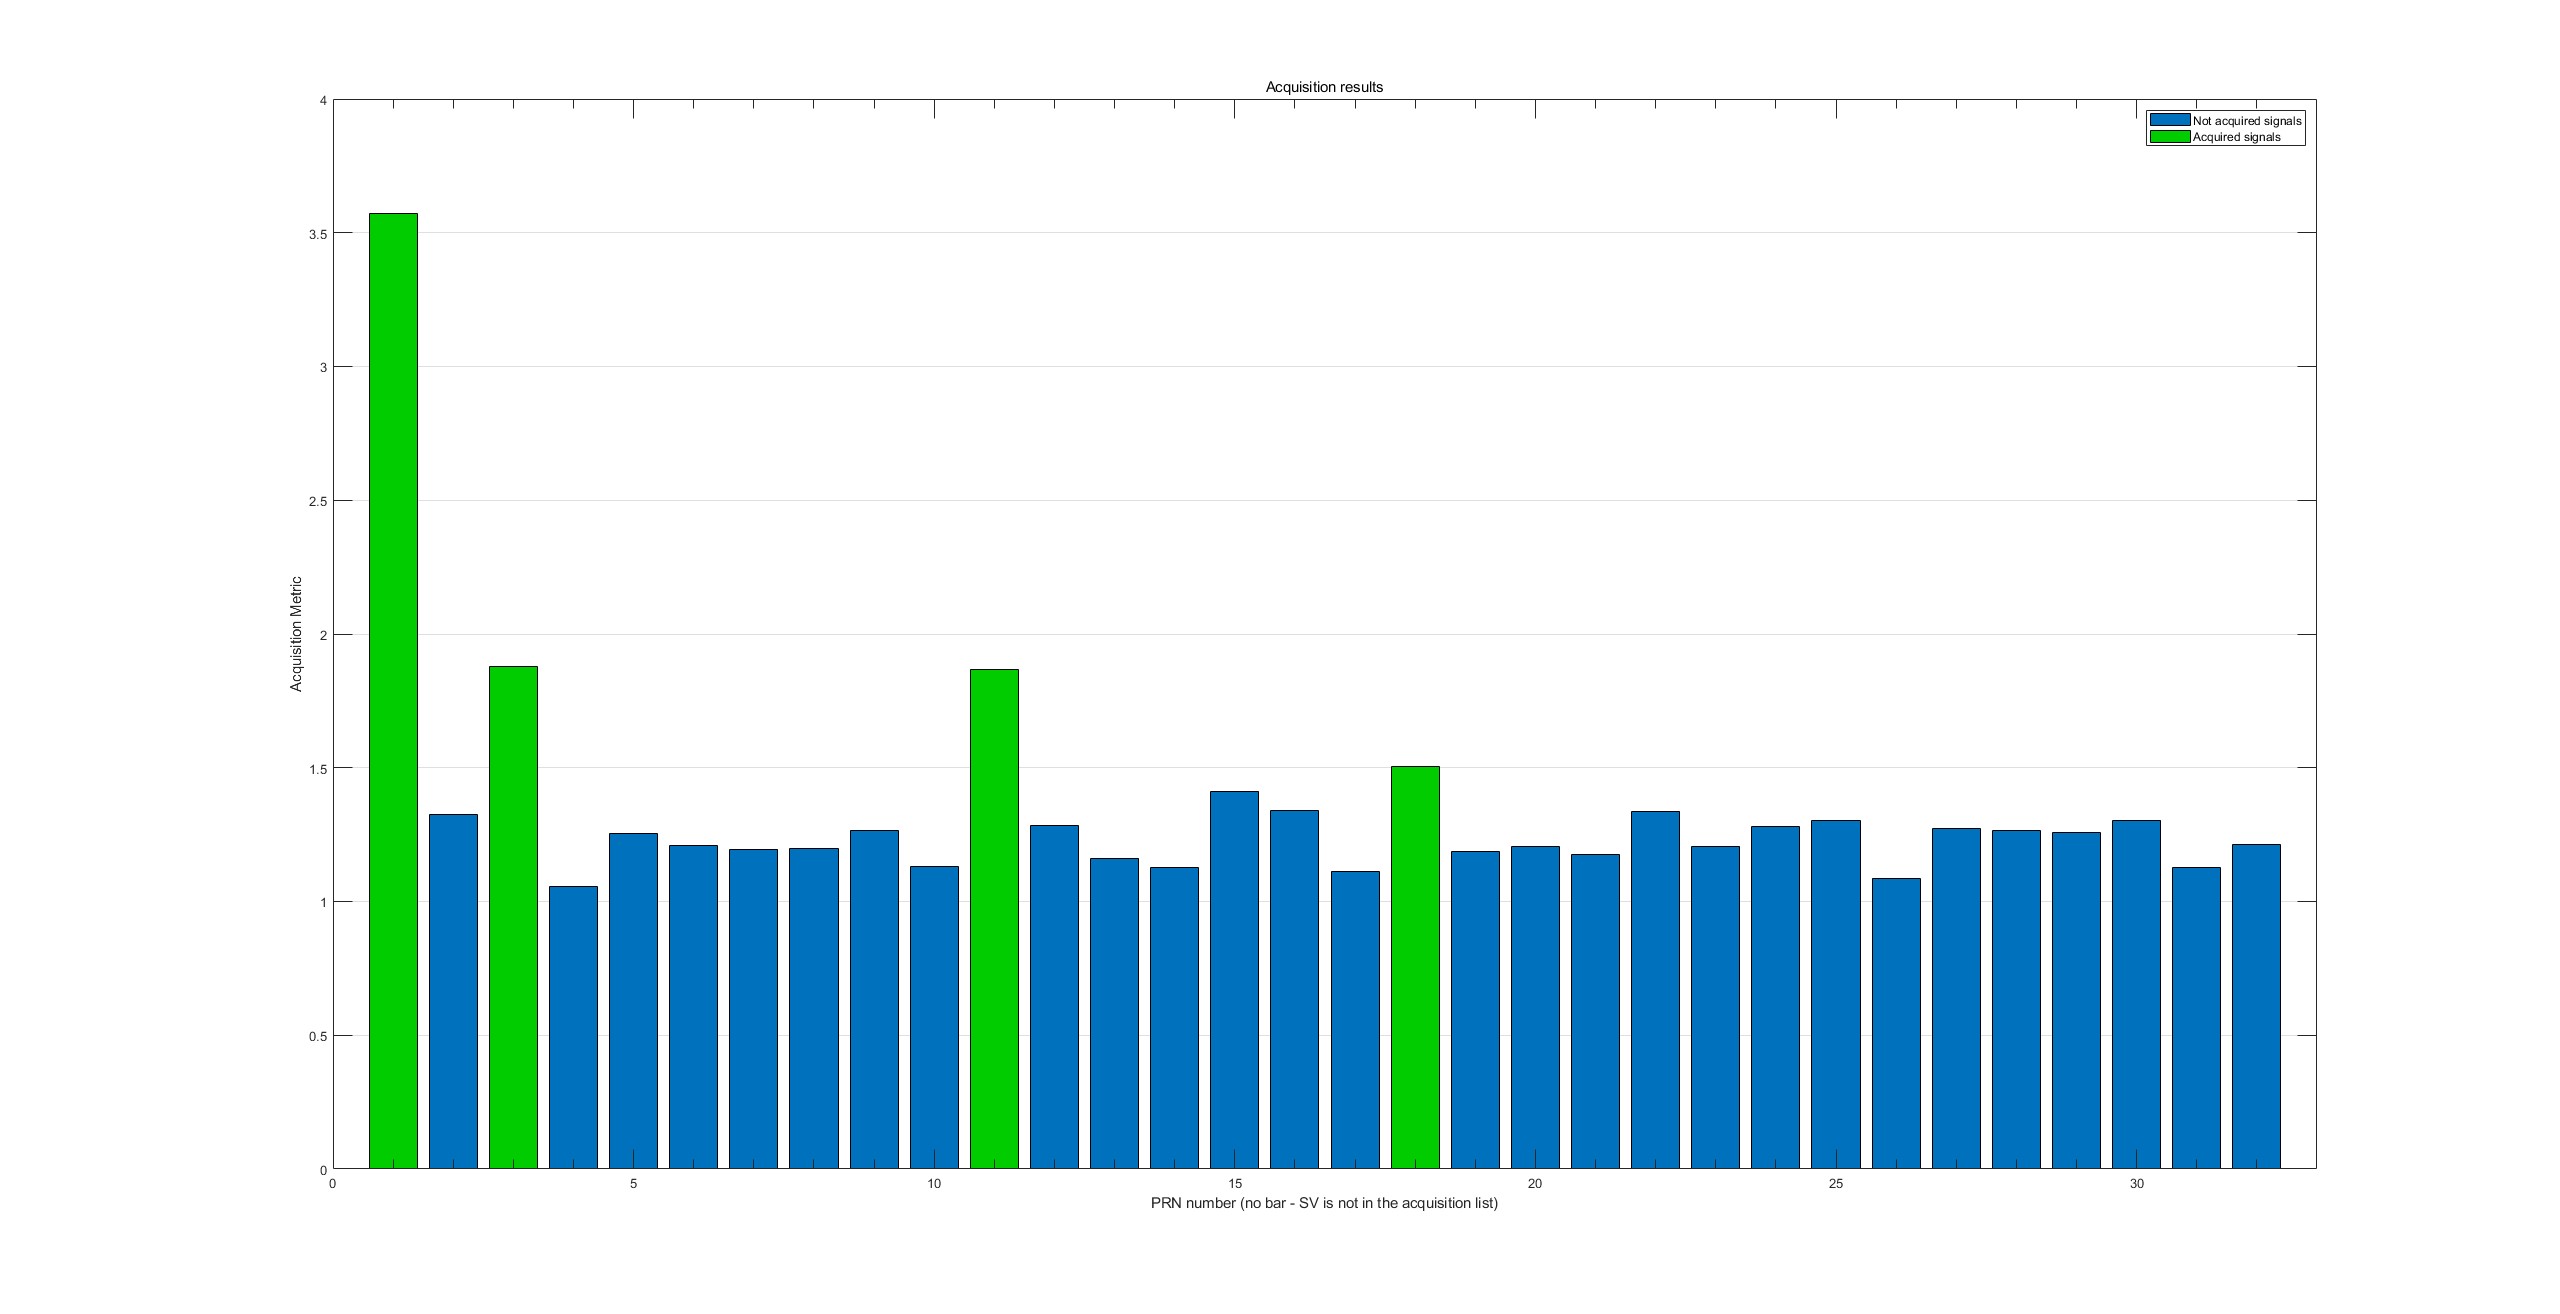 Acquisition results
Not acquired signals
Acquired signals
4
3.5
3
2.5
2
1.5
1
0.5
0
Acquisition Metric
0 5 10 15 20 25 30
PRN number (no bar - SV is not in the acquisition list)